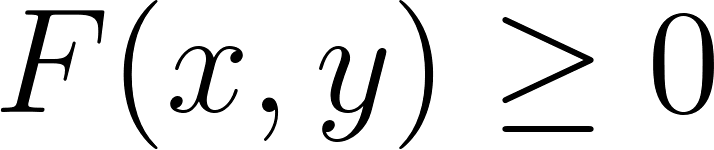 F(x, y) ≥ 0